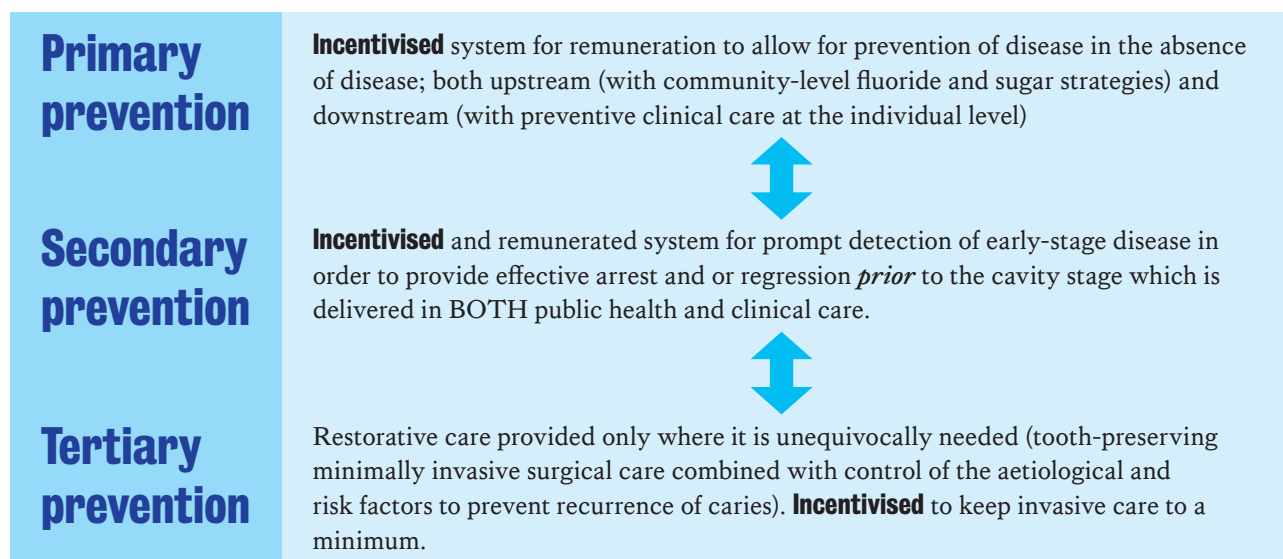 Primary
prevention
Incentivised system for remuneration to allow for prevention of disease in the absence
of disease; both upstream (with community-level fluoride and sugar strategies) and
downstream (with preventive clinical care at the individual level)
Secondary
prevention
Incentivised and remunerated system for prompt detection of early-stage disease in
order to provide effective arrest and or regression prior to the cavity stage which is
delivered in BOTH public health and clinical care.
Tertiary
prevention
Restorative care provided only where it is unequivocally needed (tooth-preserving
minimally invasive surgical care combined with control of the aetiological and
risk factors to prevent recurrence of caries). Incentivised to keep invasive care to a
minimum.